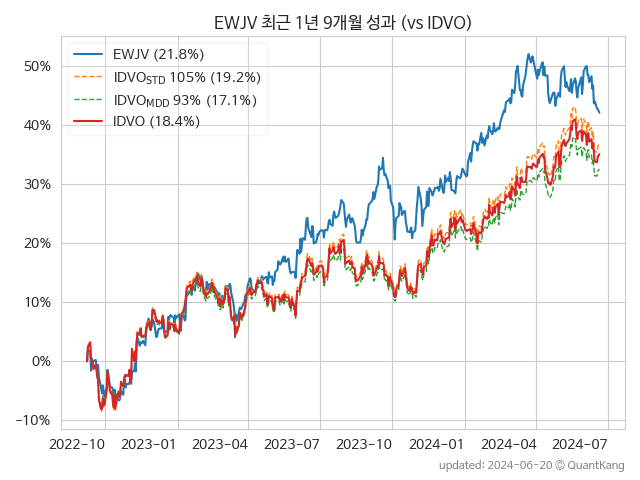 EWJV 최근 1년 9개월 성과 (vs IDVO)
EWJV (21.8%)
IDVO_STD 105% (19.2%)
IDVO_MDD 93% (17.1%)
IDVO (18.4%)
50%
40%
30%
20%
10%
0%
−10%
2022−10 2023−01 2023−04 2023−07 2023−10 2024−01 2024−04 2024−07
updated: 2024-06-20 © QuantKang